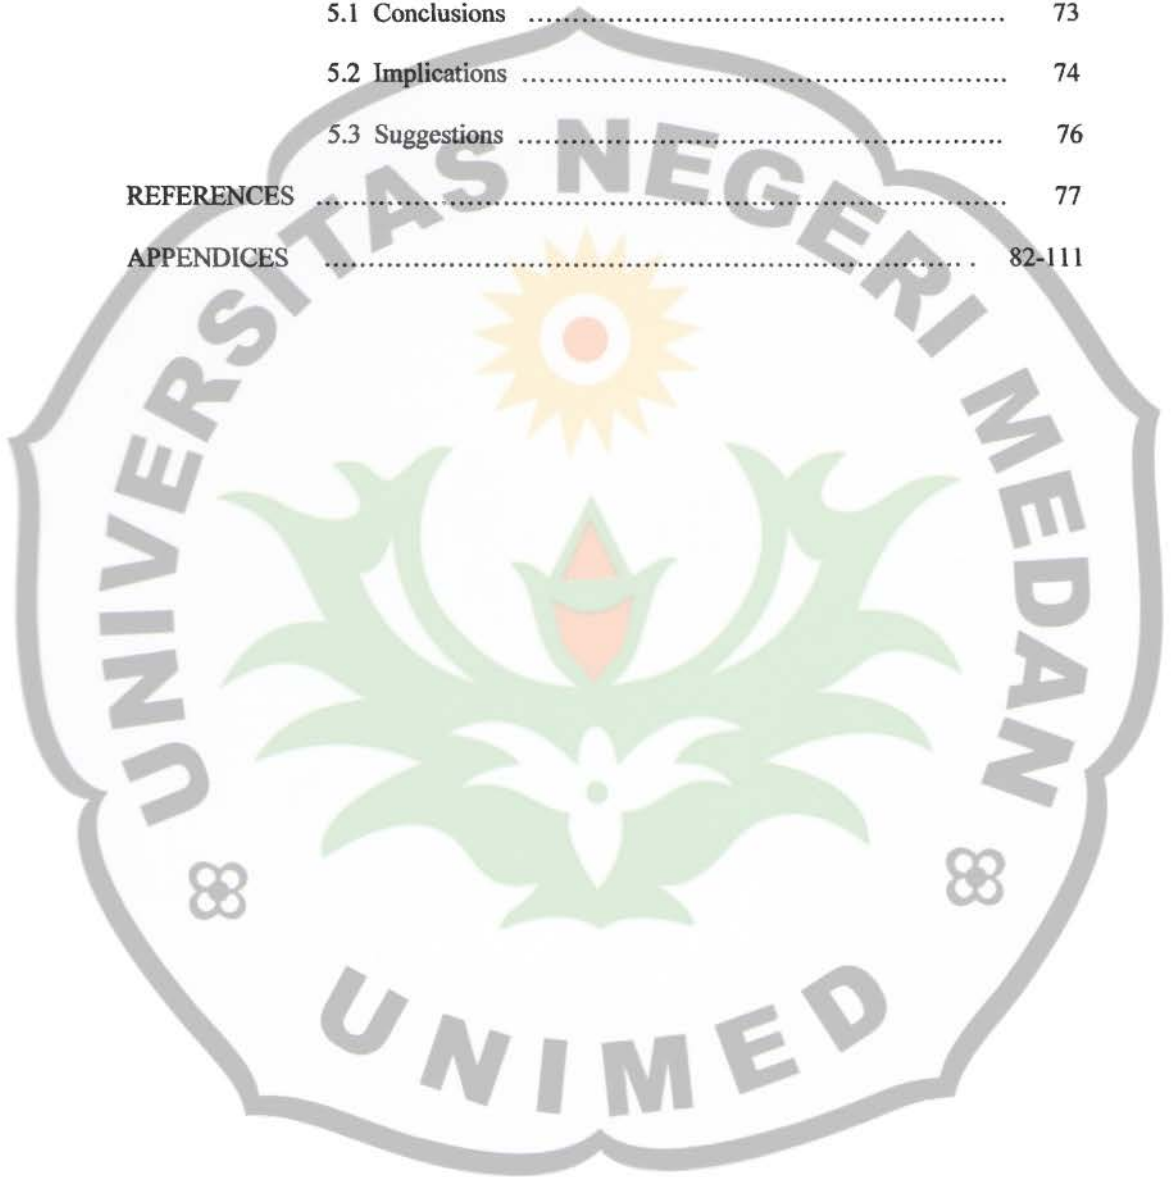 5.1 Conclusions ........................................................ 73
5.2 Implications ........................................................ 74
5.3 Suggestions ........................................................ 76
REFERENCES ........................................................ 77
APPENDICES ........................................................ 82-111
UNIVERSITAS NEGERI MEDAN
UNIMED